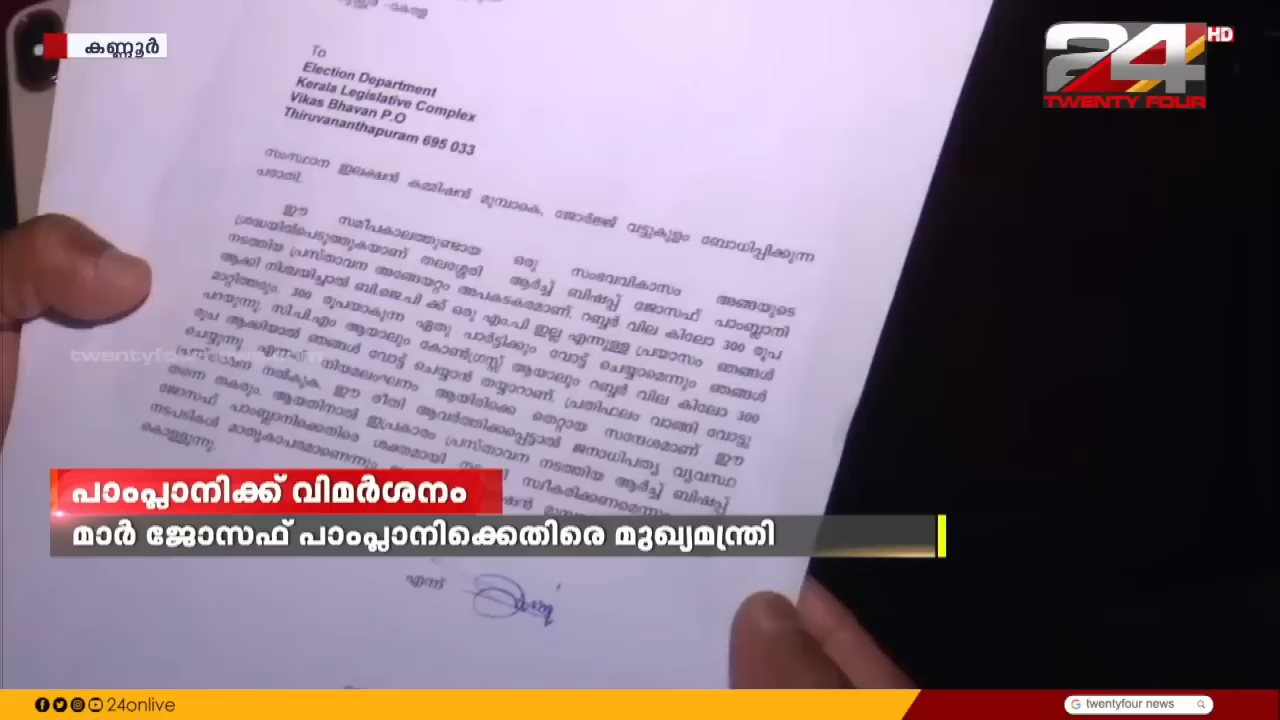 കണ്ണൂർ
24 HD
TWENTY FOUR
To
Election Department
Kerala Legislative Complex
Vikas Bhavan P.O
Thiruvananthapuram 695 033
സംസ്ഥാന ഇലക്ഷൻ കമ്മിഷൻ മുമ്പാകെ, ജോർജ്ജ് വട്ടുകുളം ബോധിപ്പിക്കുന്ന
പരാതി.
ഈ സമീപകാലത്തുണ്ടായ ഒരു സംഭവവികാസം അങ്ങയുടെ
ശ്രദ്ധയിൽപെടുത്തുകയാണ് തലശ്ശേരി ആർച്ച് ബിഷപ്പ് ജോസഫ് പാംബ്ലാനി
നടത്തിയ പ്രസ്താവന അങ്ങേയറ്റം അപകടകരമാണ്. റബ്ബർ വില കിലോ 300 രൂപ
ആക്കി നിശ്ചയിച്ചാൽ ബി.ജെ.പി ക്ക് ഒരു എം.പി ഇല്ല എന്നുള്ള പ്രയാസം ഞങ്ങൾ
മാറ്റിത്തരും. 300 രൂപയാകുന്ന ഏതു പാർട്ടിക്കും വോട്ട് ചെയ്യാമെന്നും ഞങ്ങൾ
പറയുന്നു. സി.പി.എം ആയാലും കോൺഗ്രസ്സ് ആയാലും റബ്ബർ വില കിലോ 300
രൂപ ആക്കിയാൽ ഞങ്ങൾ വോട്ട് ചെയ്യാൻ തയ്യാറാണ്. പ്രതിഫലം വാങ്ങി വോട്ടു
ചെയ്യുന്നു എന്നത് നിയമലംഘനം ആയിരിക്കെ തെറ്റായ സന്ദേശമാണ് ഈ
പ്രസ്താവന നൽകുക. ഈ രീതി ആവർത്തിക്കപ്പെട്ടാൽ ജനാധിപത്യ വ്യവസ്ഥ
തന്നെ തകരും. ആയതിനാൽ ഇപ്രകാരം പ്രസ്താവന നടത്തിയ ആർച്ച് ബിഷപ്പ്
ജോസഫ് പാംബ്ലാനിക്കെതിരെ ശക്തമായി സ്വീകരിക്കണമെന്നും
നടപടികൾ മാതൃകാപരമാണെന്നും
കൊള്ളുന്നു.
twentyfournews.com
പാംപ്ലാനിക്ക് വിമർശനം
മാർ ജോസഫ് പാംപ്ലാനിക്കെതിരെ മുഖ്യമന്ത്രി
എന്ന്
24onlive
twentyfour news